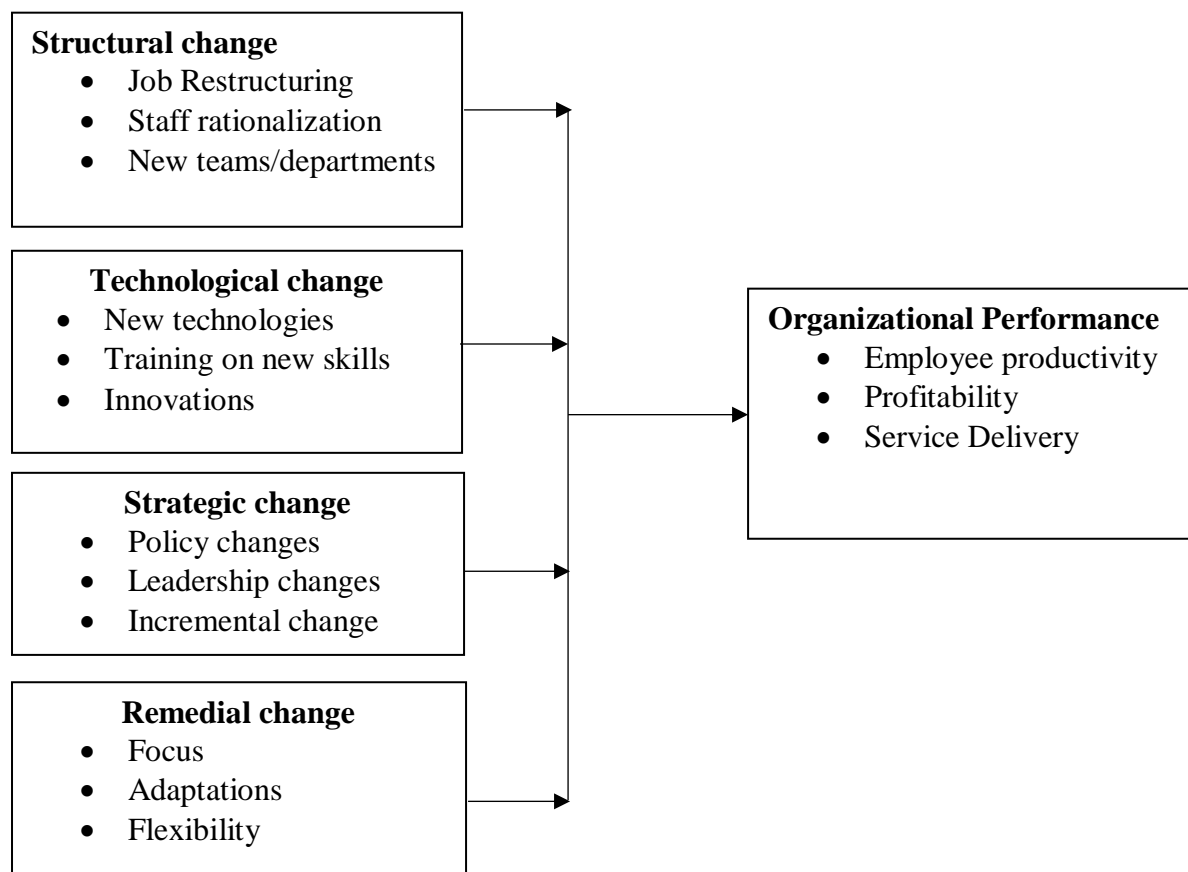 Structural change
• Job Restructuring
• Staff rationalization
• New teams/departments
Technological change
• New technologies
• Training on new skills
• Innovations
Strategic change
• Policy changes
• Leadership changes
• Incremental change
Remedial change
• Focus
• Adaptations
• Flexibility
Organizational Performance
• Employee productivity
• Profitability
• Service Delivery